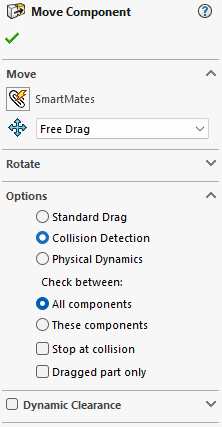 Move Component
Move
SmartMates
Free Drag
Rotate
Options
Standard Drag
Collision Detection
Physical Dynamics
Check between:
All components
These components
Stop at collision
Dragged part only
Dynamic Clearance